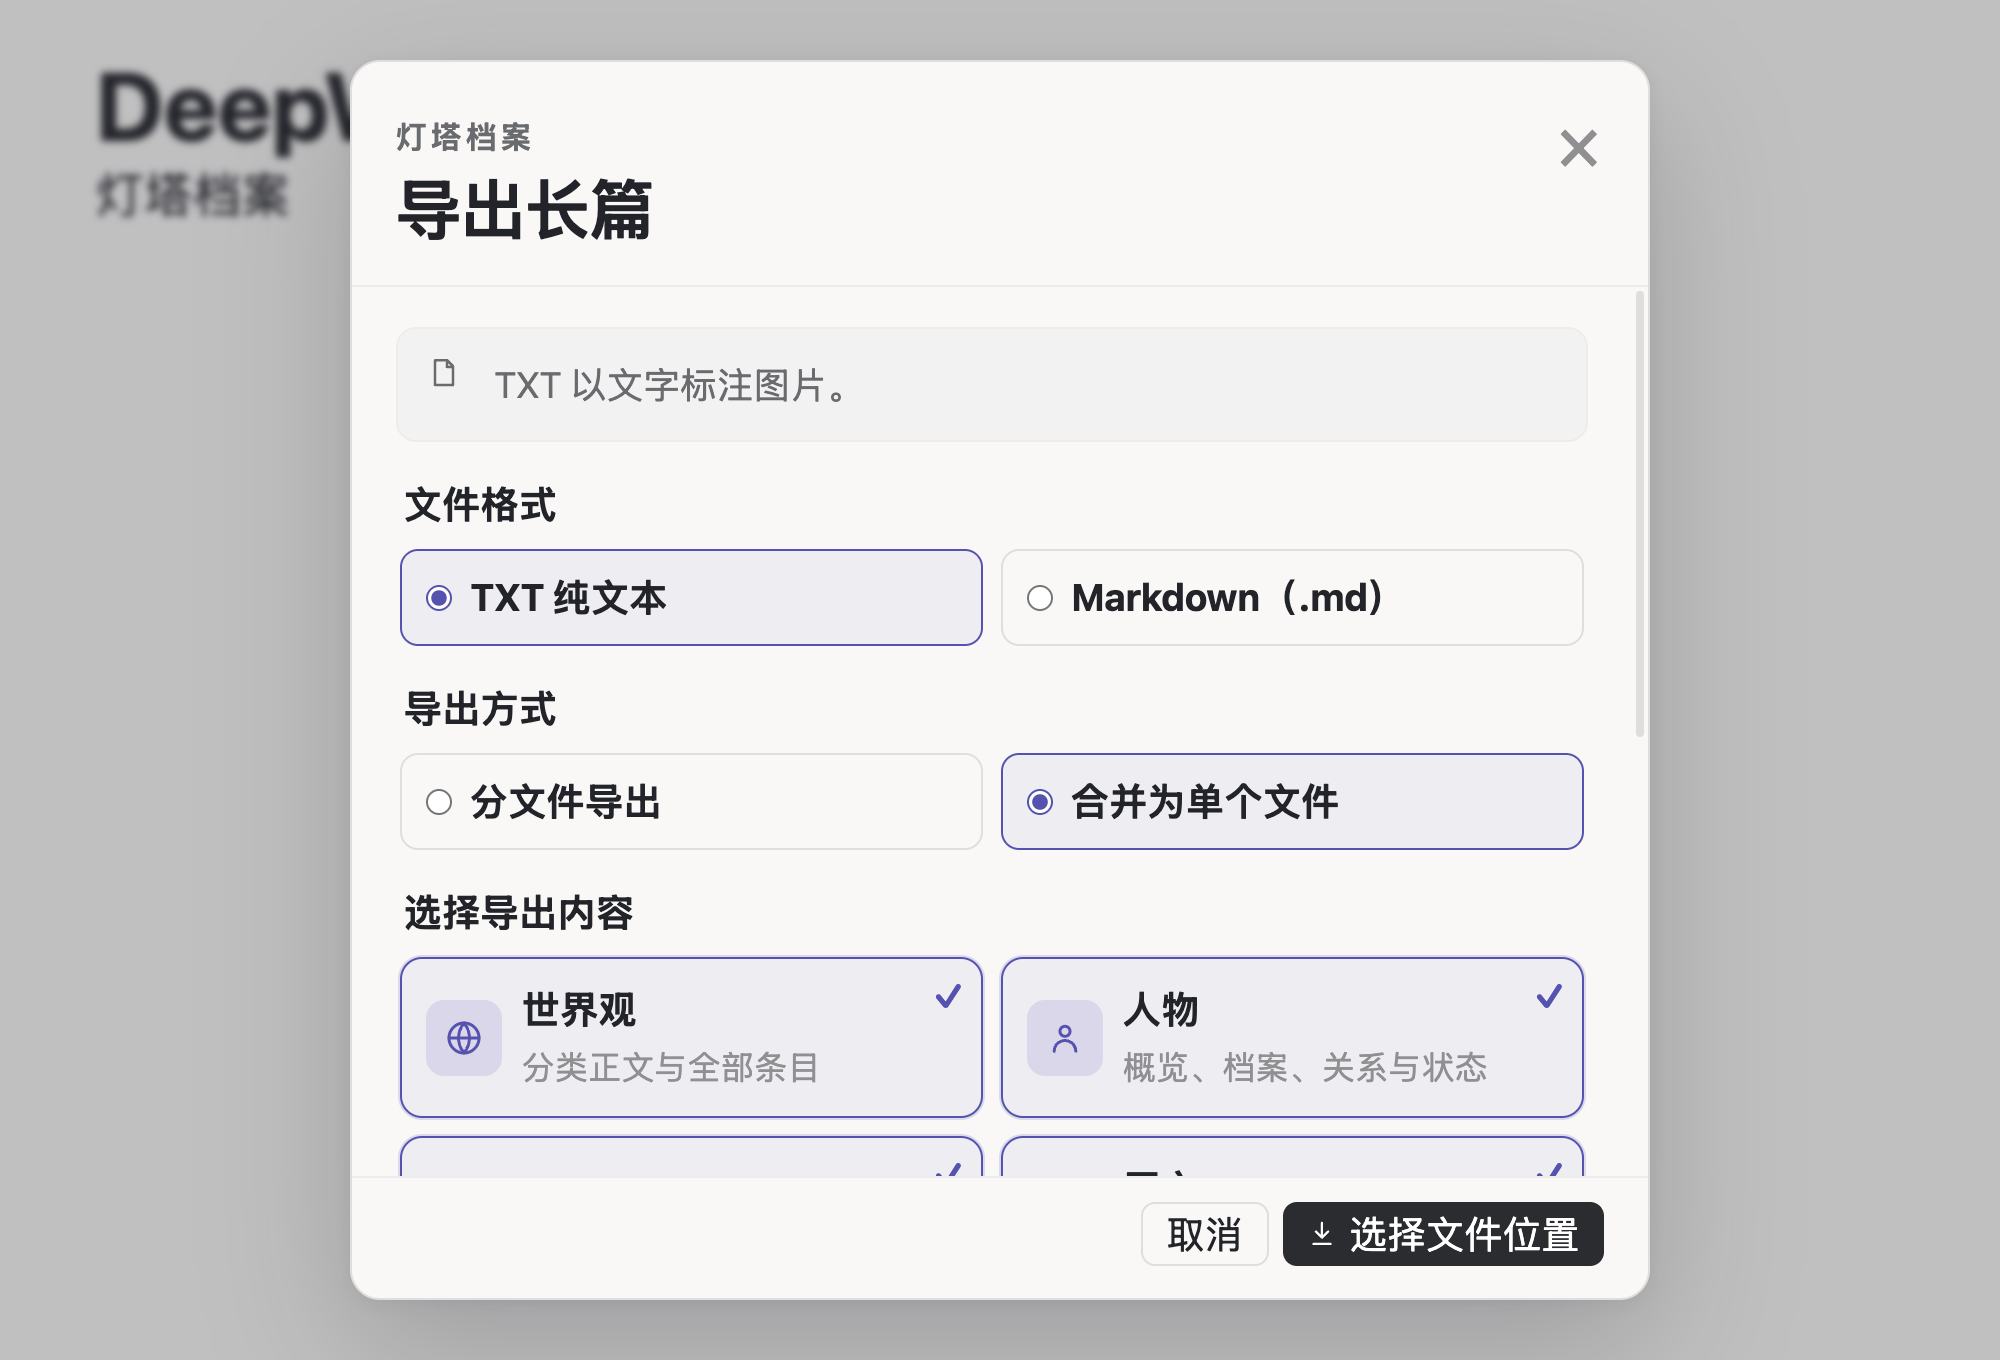 灯塔档案
灯塔档案
导出长篇
TXT 以文字标注图片。
文件格式
TXT 纯文本
Markdown（.md）
导出方式
分文件导出
合并为单个文件
选择导出内容
世界观
分类正文与全部条目
人物
概览、档案、关系与状态
取消
选择文件位置